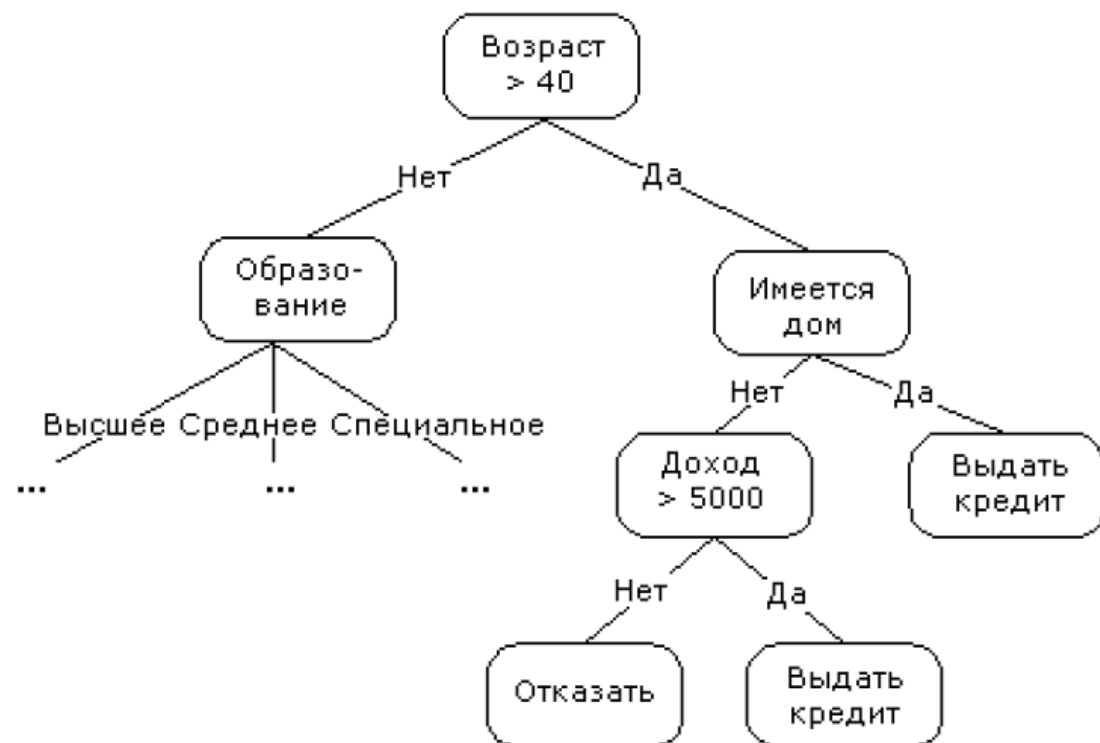 Возраст
> 40
Нет
Да
Образо-
вание
Имеется
дом
Высшее Среднее Специальное
... ... ...
Нет
Да
Доход
> 5000
Выдать
кредит
Нет
Да
Отказать
Выдать
кредит